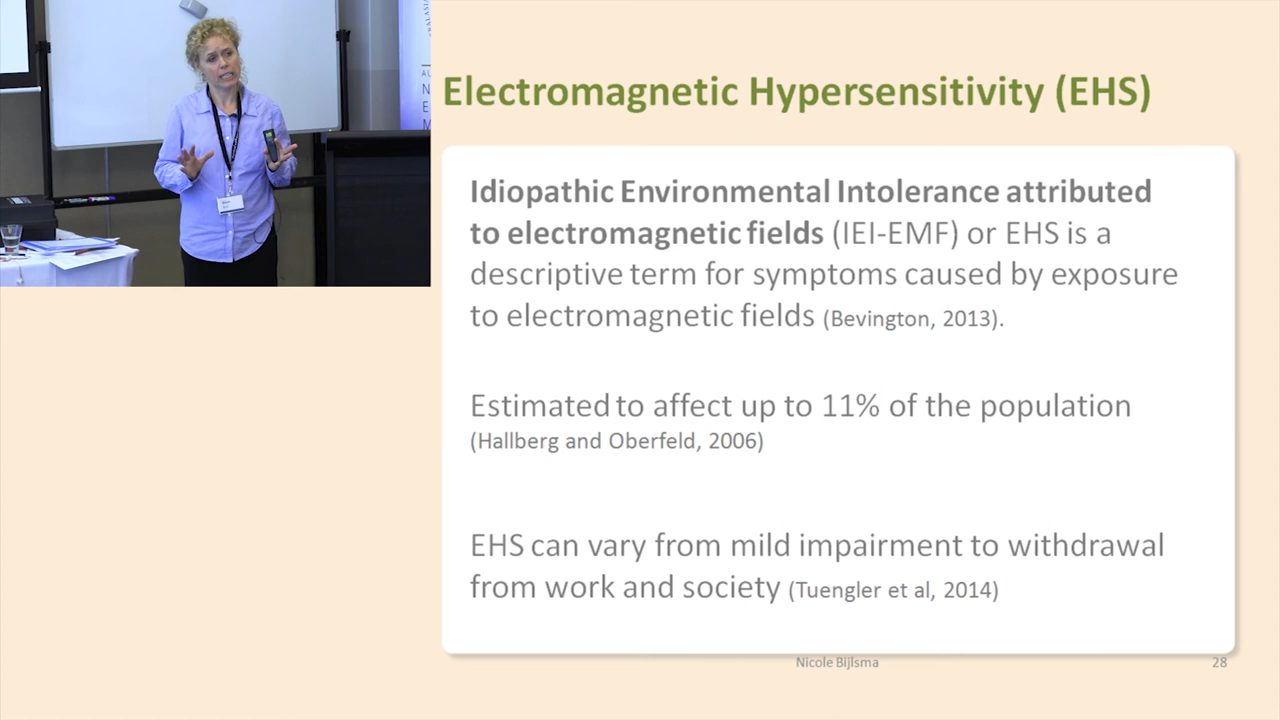 Electromagnetic Hypersensitivity (EHS)
Idiopathic Environmental Intolerance attributed
to electromagnetic fields (IEI-EMF) or EHS is a
descriptive term for symptoms caused by exposure
to electromagnetic fields (Bevington, 2013).
Estimated to affect up to 11% of the population
(Hallberg and Oberfeld, 2006)
EHS can vary from mild impairment to withdrawal
from work and society (Tuengler et al, 2014)
Nicole Bijlsma
28